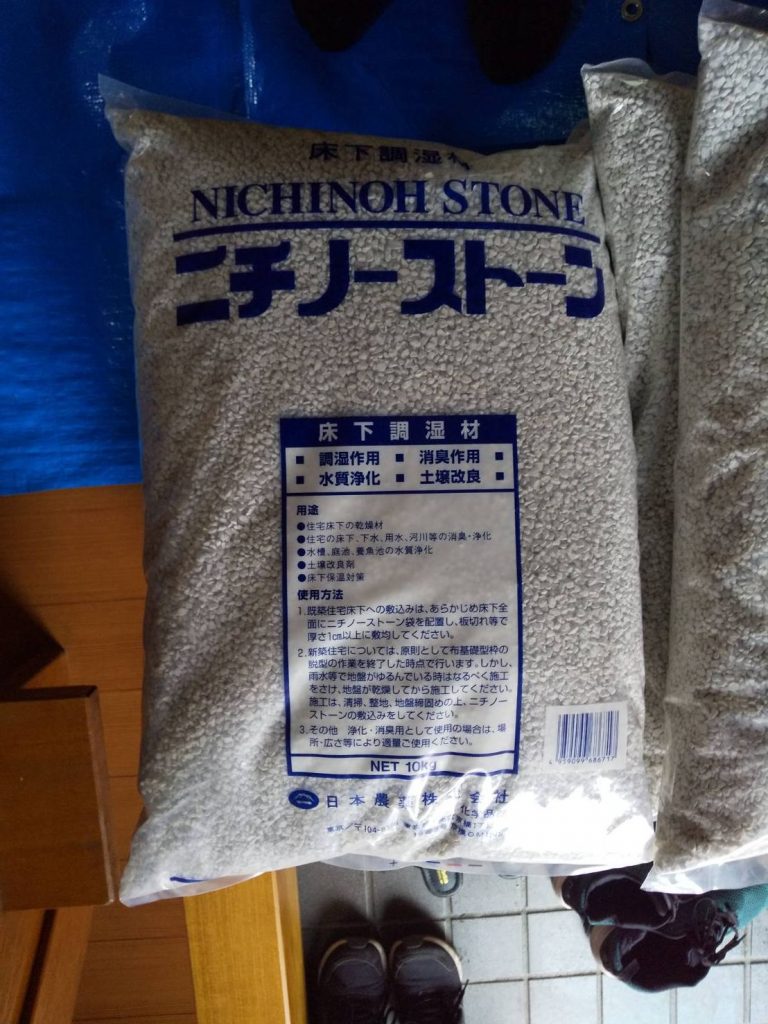 床下調湿材
NICHINOH STONE
ニチノーストーン
床下調湿材
■ 調湿作用 ■ 消臭作用 ■
■ 水質浄化 ■ 土壌改良 ■
用途
●住宅床下の乾燥材
●住宅の床下、下水、用水、河川等の消臭・浄化
●水槽、庭池、養魚池の水質浄化
●土壌改良剤
●床下保温対策
使用方法
1. 既築住宅床下への敷込みは、あらかじめ床下全
面にニチノーストーン袋を配置し、板切れ等で
厚さ1cm以上に敷均してください。
2. 新築住宅については、原則として布基礎型枠の
脱型の作業を終了した時点で行います。しかし、
雨水等で地盤がゆるんでいる時はなるべく施工
をさけ、地盤が乾燥してから施工してください。
施工は、清掃、整地、地盤締固めの上、ニチノー
ストーンの敷込みをしてください。
3. その他 浄化・消臭用として使用の場合は、場
所・広さ等により適量ご使用ください。
NET 10Kg
4 959099 686717
日本農薬株式会社
東京/〒104-